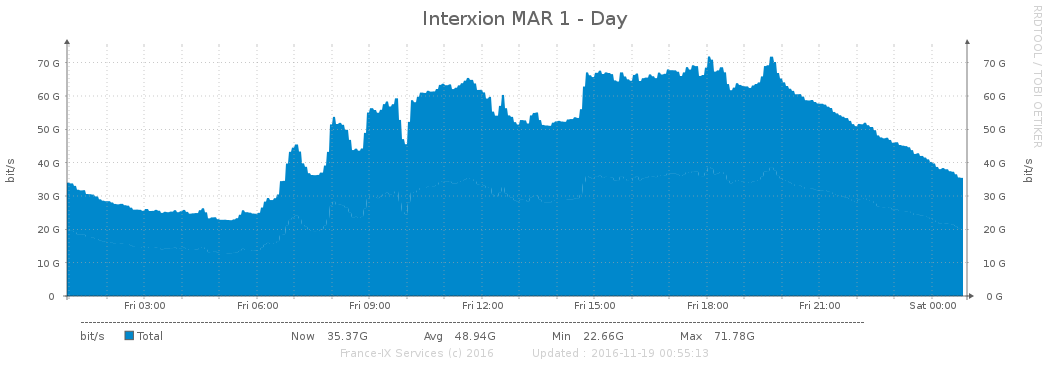 Interxion MAR 1 - Day
RRDTOOL / TOBI OETIKER
bit/s
70 G 70 G
60 G 60 G
50 G 50 G
40 G 40 G
30 G 30 G
20 G 20 G
10 G 10 G
0 0 G
bit/s
Fri 03:00 Fri 06:00 Fri 09:00 Fri 12:00 Fri 15:00 Fri 18:00 Fri 21:00 Sat 00:00
bit/s Total Now 35.37G Avg 48.94G Min 22.66G Max 71.78G
France-IX Services (c) 2016 Updated : 2016-11-19 00:55:13